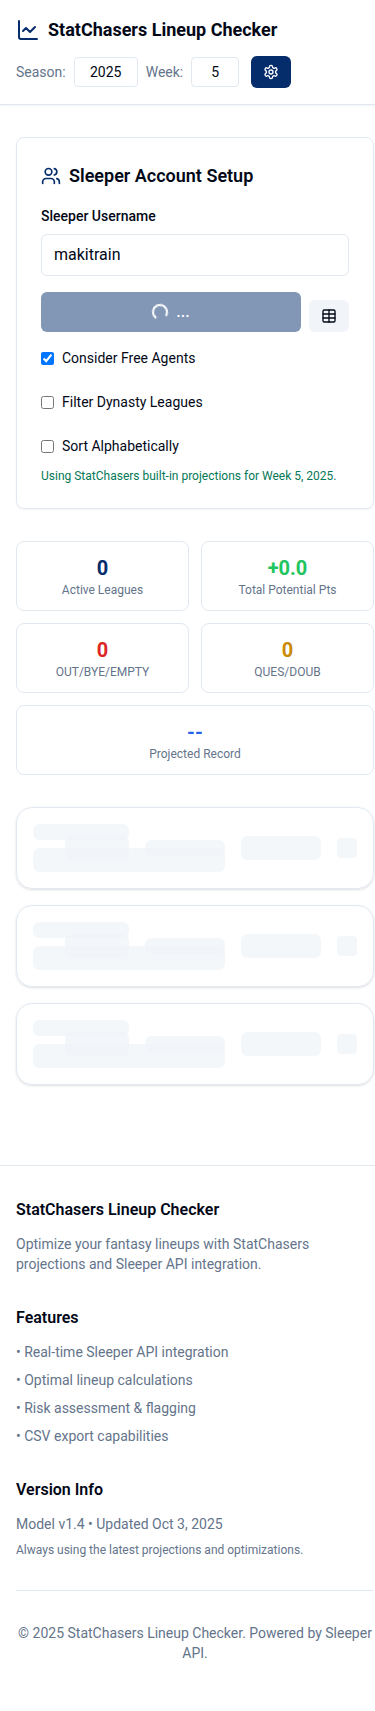 StatChasers Lineup Checker
Season: 2025 Week: 5
Sleeper Account Setup
Sleeper Username
makitrain
...
Consider Free Agents
Filter Dynasty Leagues
Sort Alphabetically
Using StatChasers built-in projections for Week 5, 2025.
0
Active Leagues
+0.0
Total Potential Pts
0
OUT/BYE/EMPTY
0
QUES/DOUB
--
Projected Record
StatChasers Lineup Checker
Optimize your fantasy lineups with StatChasers
projections and Sleeper API integration.
Features
• Real-time Sleeper API integration
• Optimal lineup calculations
• Risk assessment & flagging
• CSV export capabilities
Version Info
Model v1.4 • Updated Oct 3, 2025
Always using the latest projections and optimizations.
© 2025 StatChasers Lineup Checker. Powered by Sleeper
API.